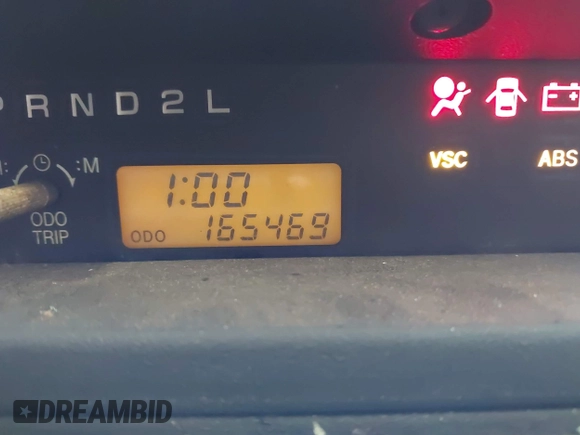 P R N D 2 L
VSC
ABS
:M
1:00
ODO
TRIP
ODO 165469
DREAMBID